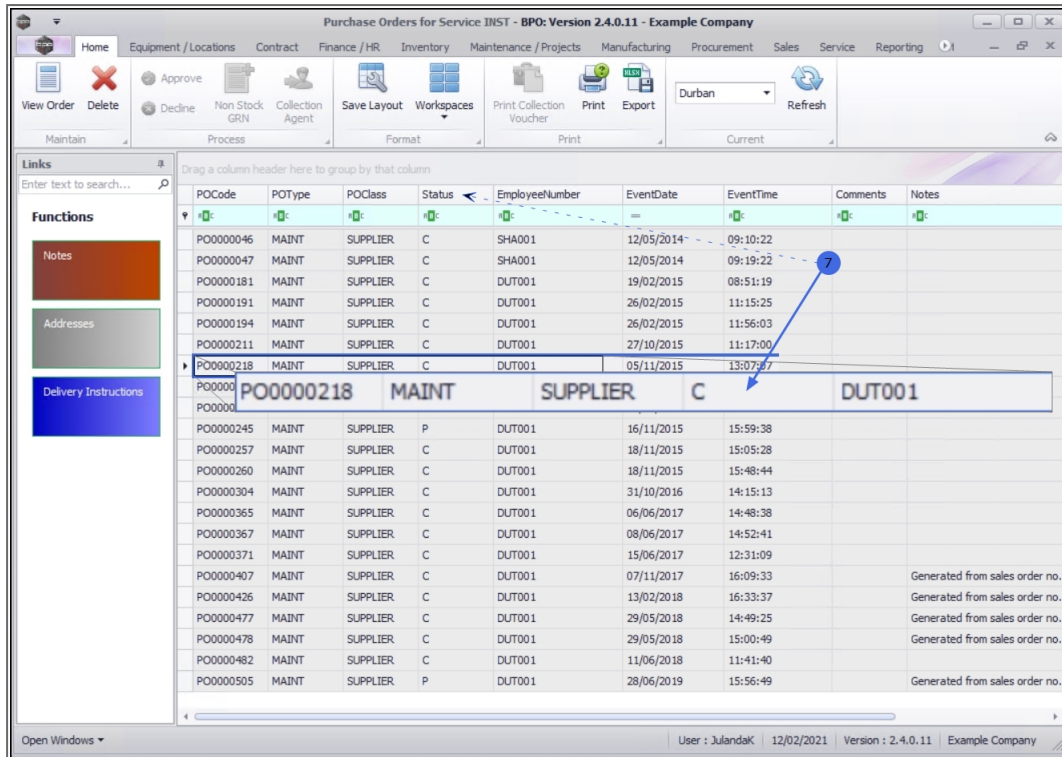 Purchase Orders for Service INST - BPO: Version 2.4.0.11 - Example Company
BPO Home Equipment / Locations Contract Finance / HR Inventory Maintenance / Projects Manufacturing Procurement Sales Service Reporting
View Order Delete Approve Decline Non Stock GRN Collection Agent Save Layout Workspaces Print Collection Voucher Print Export Durban Refresh
Maintain Process Format Print Current
Links
Enter text to search...
Functions
Notes
Addresses
Delivery Instructions
Drag a column header here to group by that column
POCode POType POClass Status EmployeeNumber EventDate EventTime Comments Notes
PO0000046 MAINT SUPPLIER C SHA001 12/05/2014 09:10:22
PO0000047 MAINT SUPPLIER C SHA001 12/05/2014 09:19:22
7
PO0000181 MAINT SUPPLIER C DUT001 19/02/2015 08:51:19
PO0000191 MAINT SUPPLIER C DUT001 26/02/2015 11:15:25
PO0000194 MAINT SUPPLIER C DUT001 26/02/2015 11:56:03
PO0000211 MAINT SUPPLIER C DUT001 27/10/2015 11:17:00
PO0000218 MAINT SUPPLIER C DUT001 05/11/2015 13:07:07
PO0000218 MAINT SUPPLIER C DUT001
PO0000245 MAINT SUPPLIER P DUT001 16/11/2015 15:59:38
PO0000257 MAINT SUPPLIER C DUT001 18/11/2015 15:05:28
PO0000260 MAINT SUPPLIER C DUT001 18/11/2015 15:48:44
PO0000304 MAINT SUPPLIER C DUT001 31/10/2016 14:15:13
PO0000365 MAINT SUPPLIER C DUT001 06/06/2017 14:48:38
PO0000367 MAINT SUPPLIER C DUT001 08/06/2017 14:52:41
PO0000371 MAINT SUPPLIER C DUT001 15/06/2017 12:31:09
PO0000407 MAINT SUPPLIER C DUT001 07/11/2017 16:09:33 Generated from sales order no.
PO0000426 MAINT SUPPLIER C DUT001 13/02/2018 16:33:37 Generated from sales order no.
PO0000477 MAINT SUPPLIER C DUT001 29/05/2018 14:49:25 Generated from sales order no.
PO0000478 MAINT SUPPLIER C DUT001 29/05/2018 15:00:49 Generated from sales order no.
PO0000482 MAINT SUPPLIER C DUT001 11/06/2018 11:41:40
PO0000505 MAINT SUPPLIER P DUT001 28/06/2019 15:56:49 Generated from sales order no.
Open Windows User : JulandaK 12/02/2021 Version : 2.4.0.11 Example Company